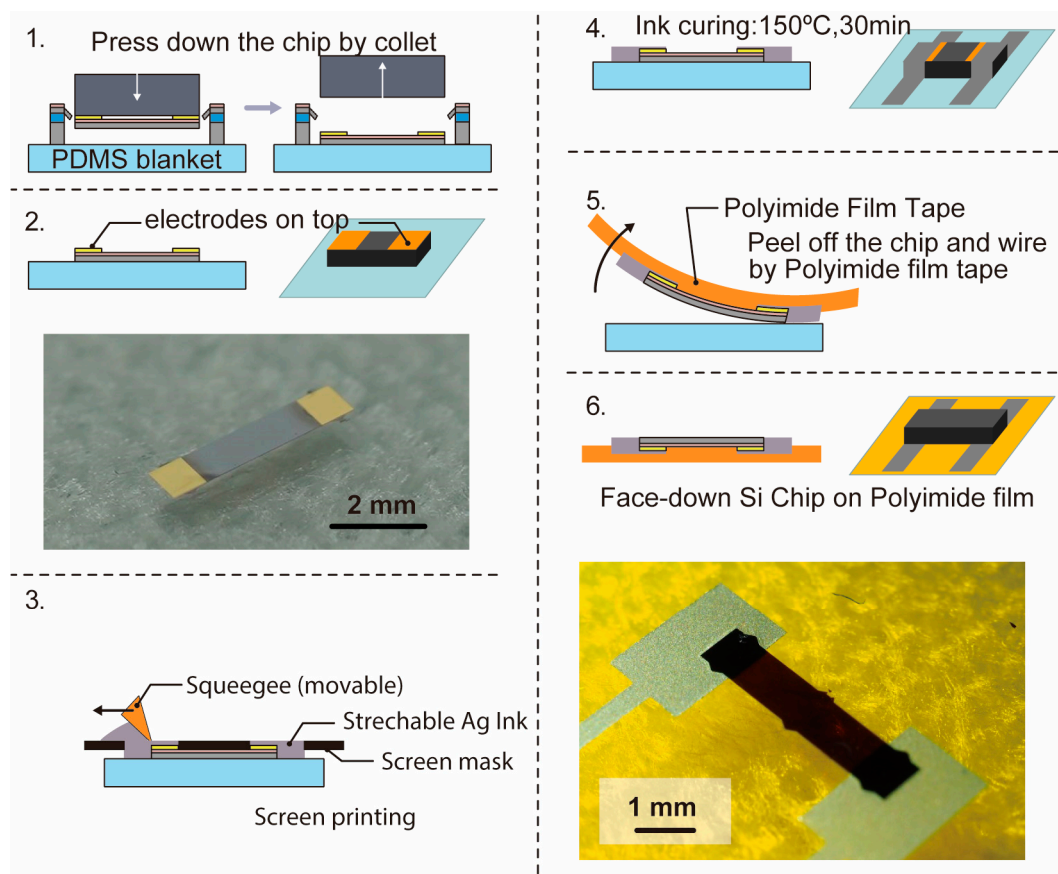 1.
Press down the chip by collet
PDMS blanket
2.
electrodes on top
2 mm
3.
Squeegee (movable)
Strechable Ag Ink
Screen mask
Screen printing
4.
Ink curing:150ºC,30min
5.
Polyimide Film Tape
Peel off the chip and wire
by Polyimide film tape
6.
Face-down Si Chip on Polyimide film
1 mm